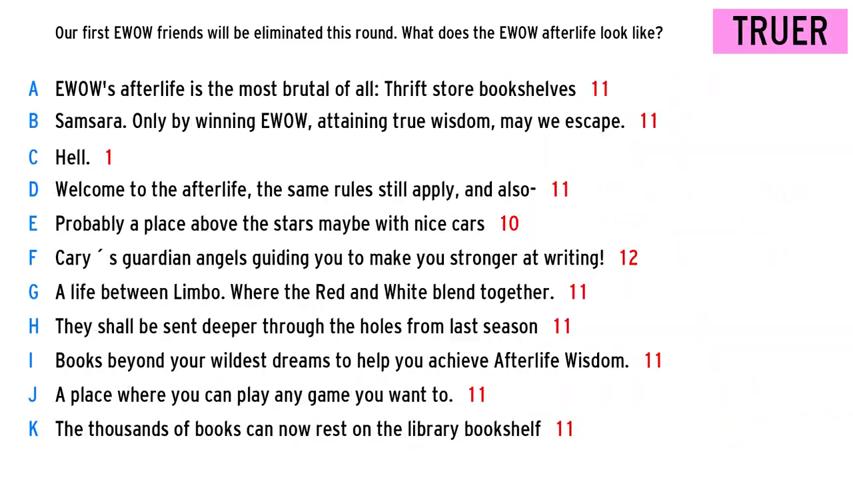 Our first EWOW friends will be eliminated this round. What does the EWOW afterlife look like?
TRUER
A EWOW's afterlife is the most brutal of all: Thrift store bookshelves 11
B Samsara. Only by winning EWOW, attaining true wisdom, may we escape. 11
C Hell. 1
D Welcome to the afterlife, the same rules still apply, and also- 11
E Probably a place above the stars maybe with nice cars 10
F Cary ´ s guardian angels guiding you to make you stronger at writing! 12
G A life between Limbo. Where the Red and White blend together. 11
H They shall be sent deeper through the holes from last season 11
I Books beyond your wildest dreams to help you achieve Afterlife Wisdom. 11
J A place where you can play any game you want to. 11
K The thousands of books can now rest on the library bookshelf 11